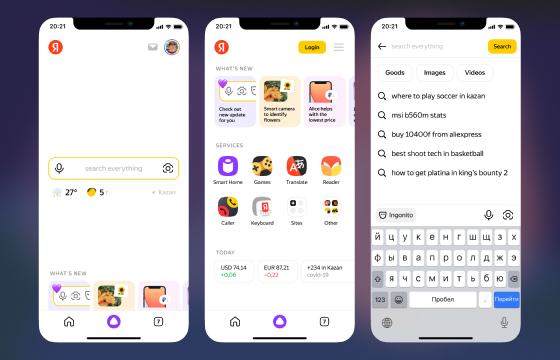 20:21
Я
search everything
27°
5↑
Kazan
WHAT'S NEW
20:21
Я
Login
WHAT'S NEW
Check out
new update
for you
Smart camera
to identify
flowers
Alice helps
with the
lowest price
SERVICES
Smart Home
Games
Translate
Reader
Caller
Keyboard
Sites
Other
TODAY
USD 74,14
+0,06
EUR 87,21
−0,22
+234 in Kazan
covid-19
7
7
20:21
search everything
Search
Goods
Images
Videos
where to play soccer in kazan
msi b560m stats
buy 10400f from aliexpress
best shoot tech in basketball
how to get platina in king's bounty 2
Ingonito
й ц у к е н г ш щ з х
ф ы в а п р о л д ж э
я ч с м и т ь б ю
123
Пробел
.
Перейти